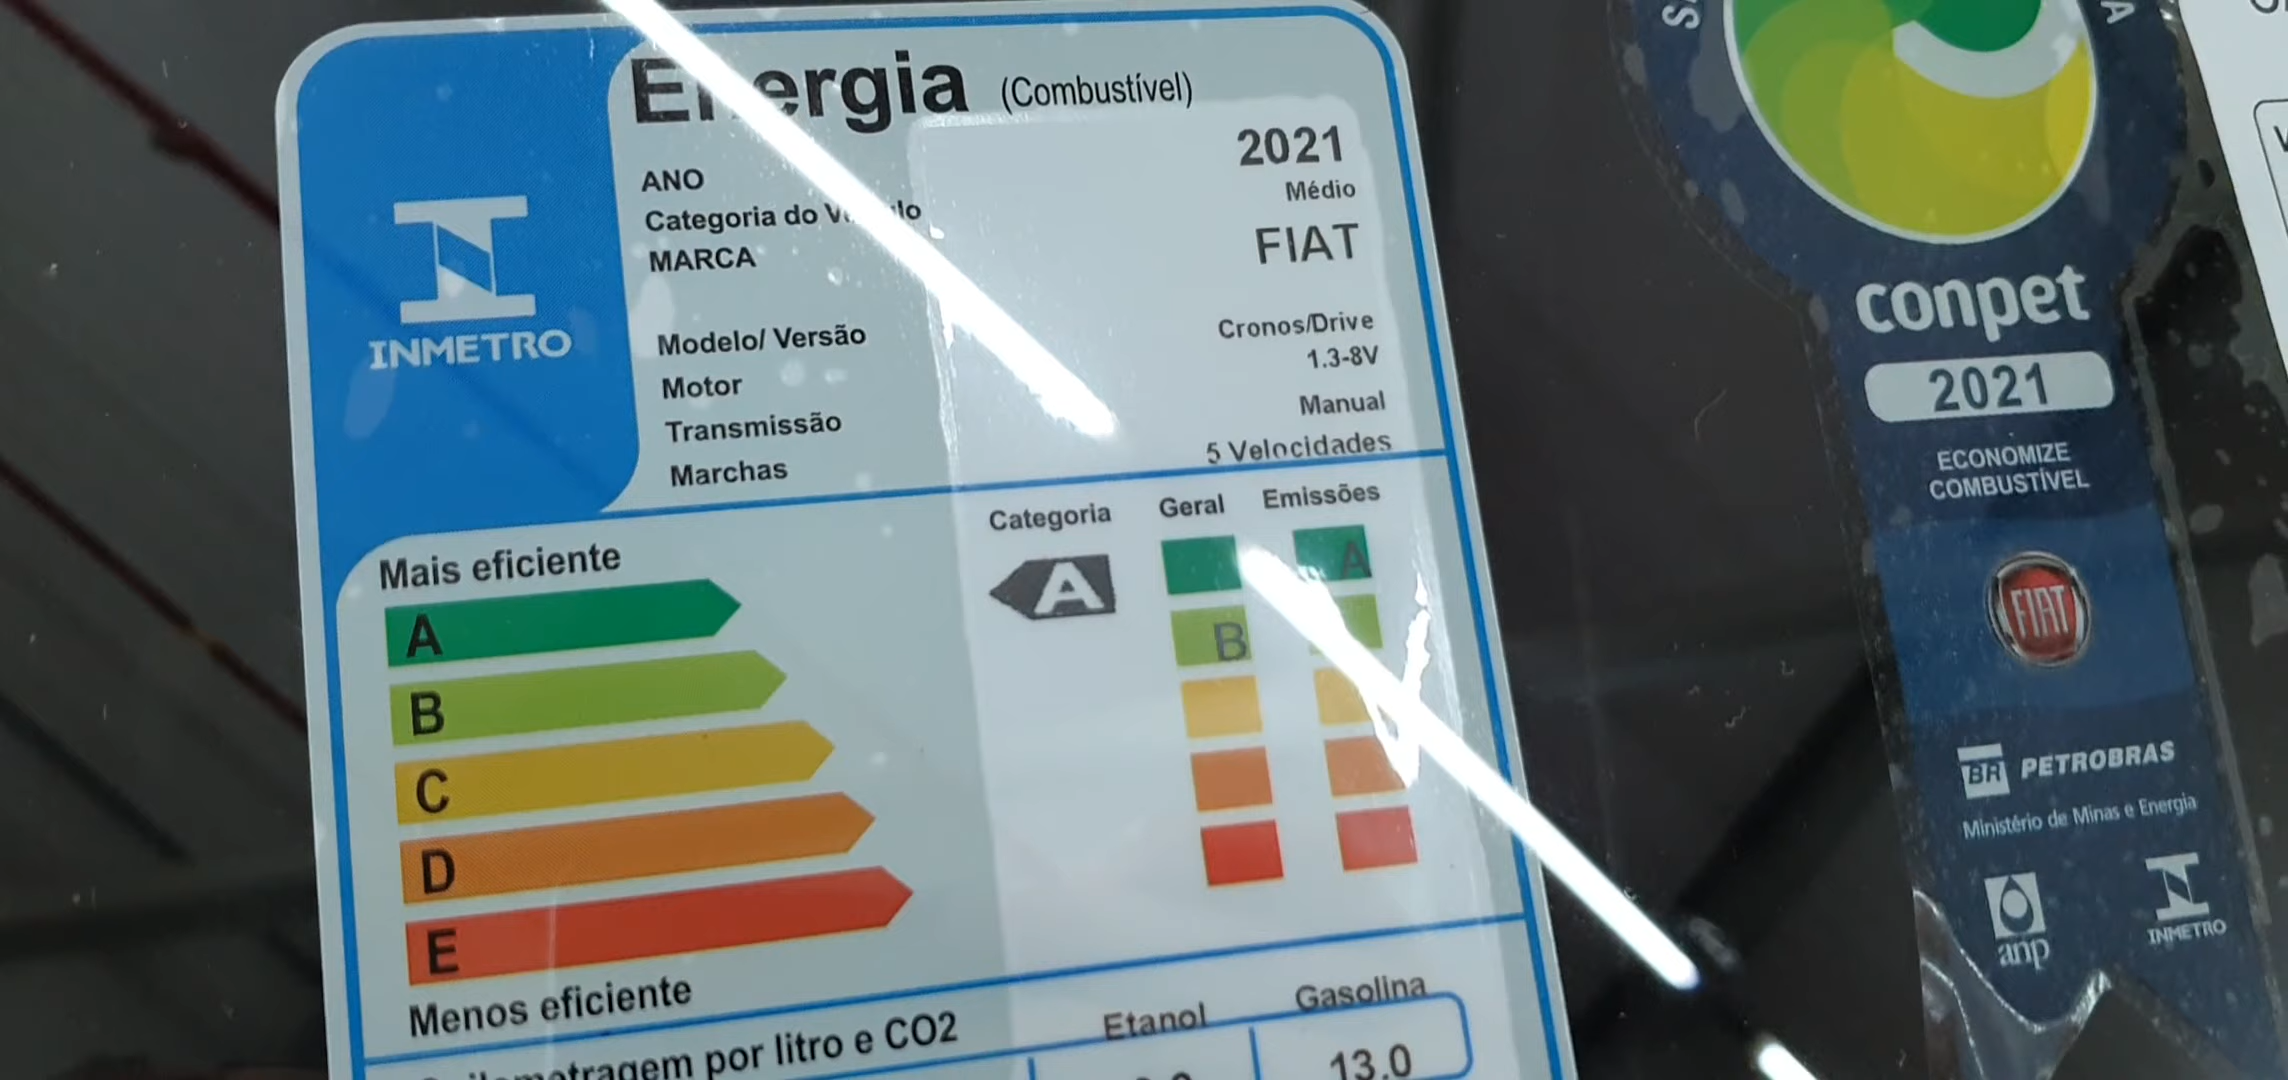 Energia (Combustível)
ANO 2021
Categoria do Veículo Médio
MARCA FIAT
Modelo/ Versão Cronos/Drive
Motor 1.3-8V
Transmissão Manual
Marchas 5 Velocidades
INMETRO
Categoria Geral Emissões
Mais eficiente
A
B
C
D
E
Menos eficiente
A
B
A
Etanol Gasolina
por litro e CO2
13.0
conpet
2021
ECONOMIZE
COMBUSTÍVEL
FIAT
BR PETROBRAS
Ministério de Minas e Energia
anp
INMETRO